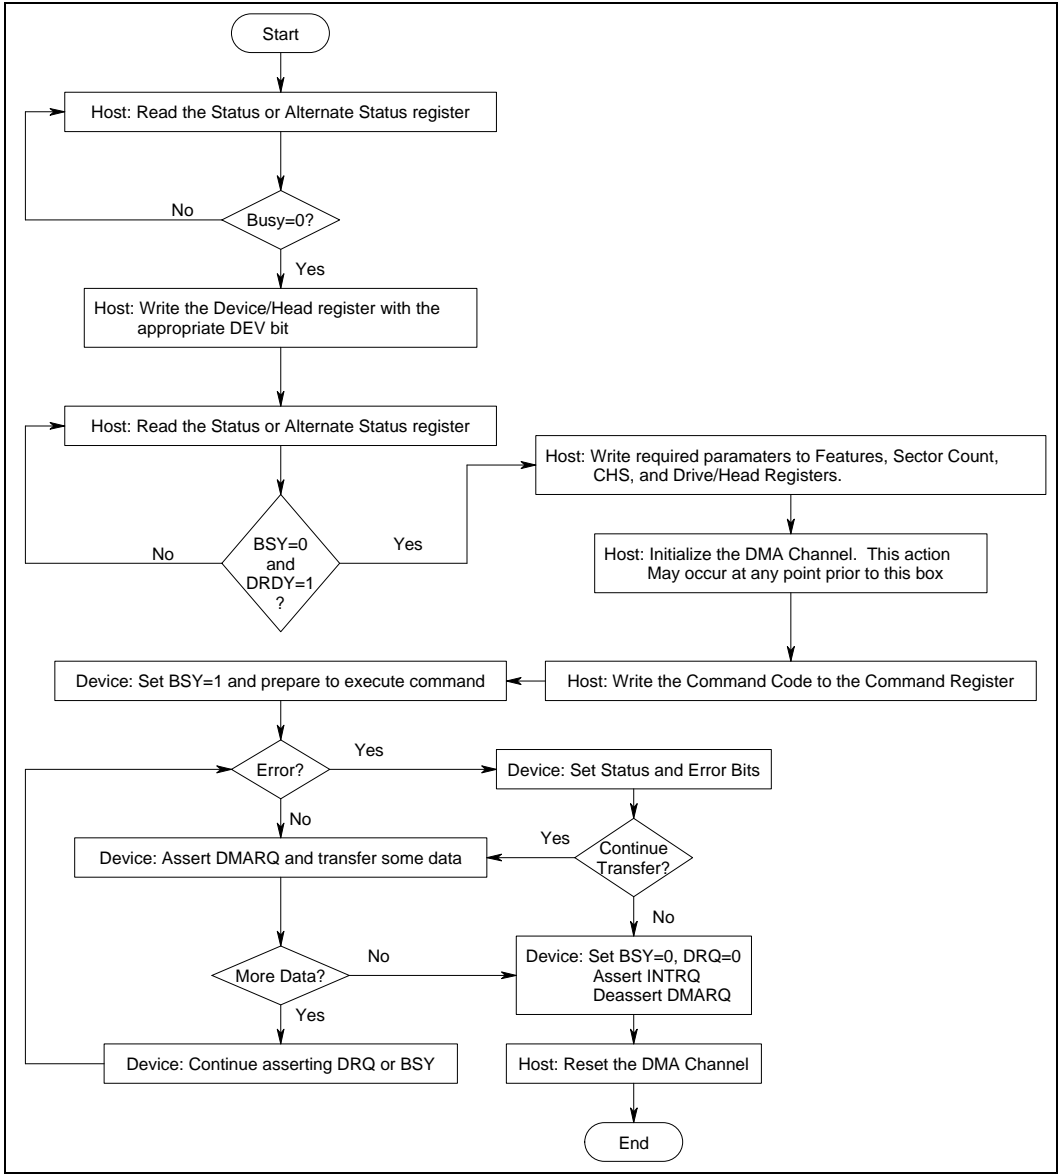 Start
Host: Read the Status or Alternate Status register
No
Busy=0?
Yes
Host: Write the Device/Head register with the
appropriate DEV bit
Host: Read the Status or Alternate Status register
Host: Write required paramaters to Features, Sector Count,
CHS, and Drive/Head Registers.
No
BSY=0
and
DRDY=1
?
Yes
Host: Initialize the DMA Channel. This action
May occur at any point prior to this box
Device: Set BSY=1 and prepare to execute command
Host: Write the Command Code to the Command Register
Error?
Yes
Device: Set Status and Error Bits
No
Device: Assert DMARQ and transfer some data
Yes
Continue
Transfer?
No
More Data?
No
Device: Set BSY=0, DRQ=0
Assert INTRQ
Deassert DMARQ
Yes
Device: Continue asserting DRQ or BSY
Host: Reset the DMA Channel
End